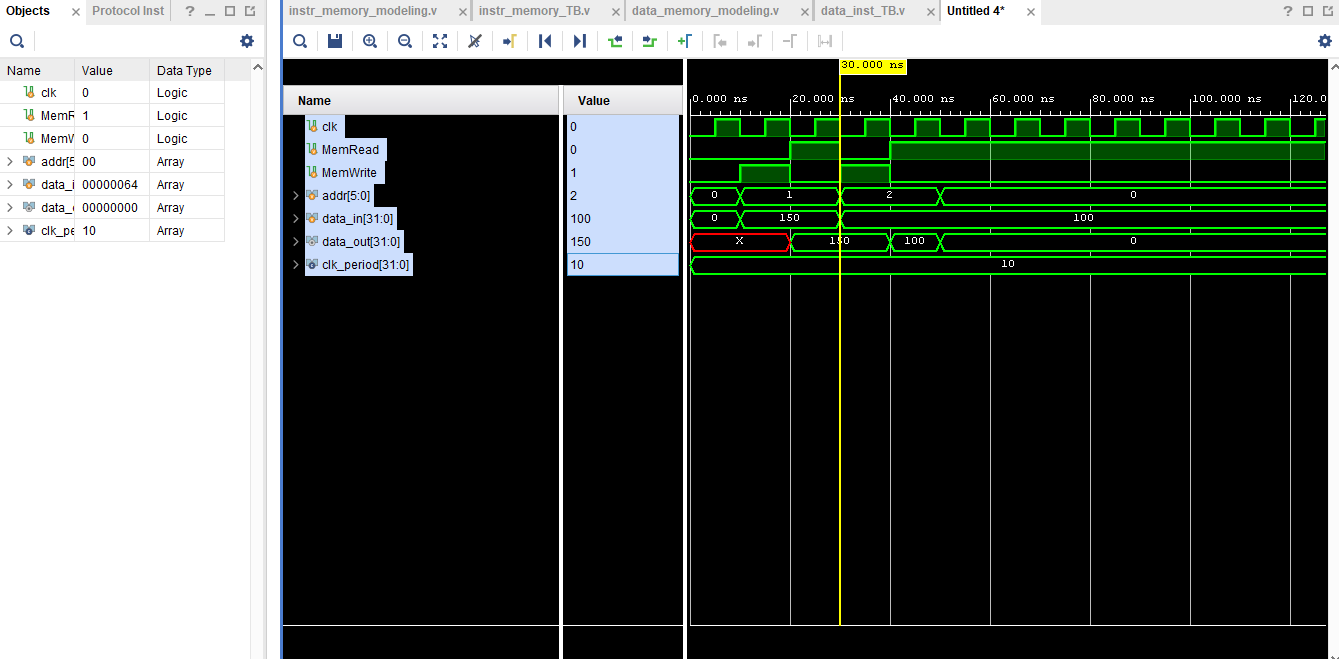 Objects × Protocol Inst ?
instr_memory_modeling.v × instr_memory_TB.v × data_memory_modeling.v × data_inst_TB.v × Untitled 4* × ?
Name Value Data Type
clk 0 Logic
MemR 1 Logic
MemW 0 Logic
addr[5 00 Array
data_i 00000064 Array
data_o 00000000 Array
clk_pe 10 Array
30.000 ns
Name Value
0.000 ns 20.000 ns 40.000 ns 60.000 ns 80.000 ns 100.000 ns 120.0
clk 0
MemRead 0
MemWrite 1
addr[5:0] 2 0 1 2 0
data_in[31:0] 100 0 150 100
data_out[31:0] 150 X 150 100 0
clk_period[31:0] 10 10